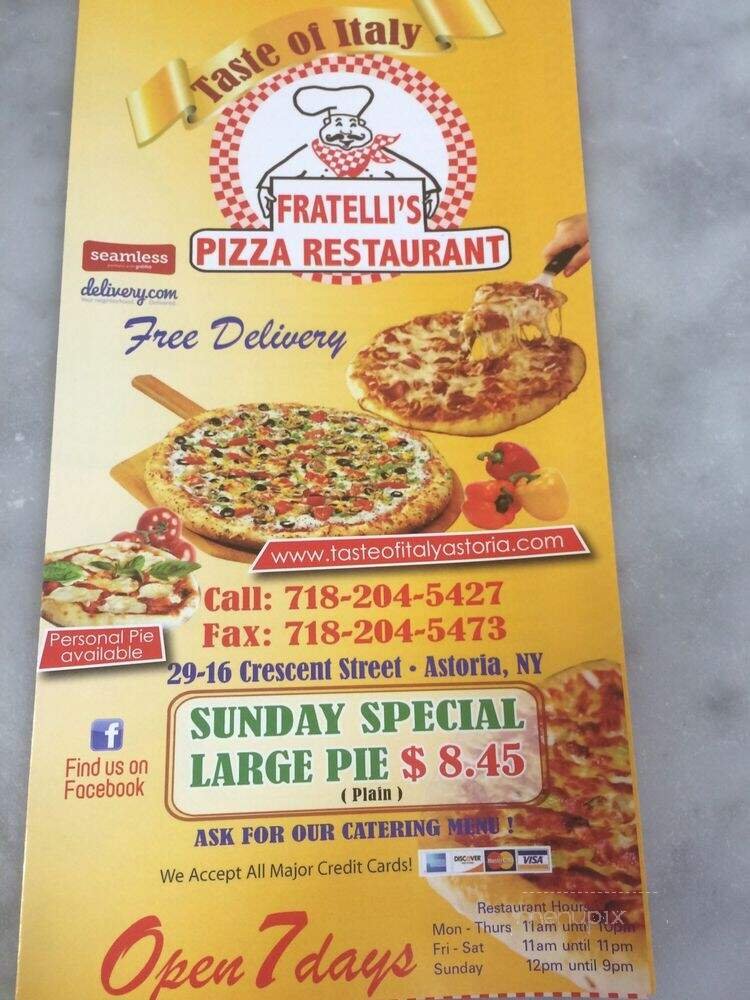 Taste of Italy
FRATELLI'S
PIZZA RESTAURANT
seamless
delivery.com
Free Delivery
www.tasteofitalyastoria.com
Call: 718-204-5427
Fax: 718-204-5473
Personal Pie
available
29-16 Crescent Street • Astoria, NY
SUNDAY SPECIAL
LARGE PIE $ 8.45
( Plain )
f
Find us on
Facebook
ASK FOR OUR CATERING MENU !
We Accept All Major Credit Cards!
DISCOVER
MasterCard
VISA
Restaurant Hours
menupix
Mon - Thurs 11am until 10pm
Fri - Sat 11am until 11pm
Sunday 12pm until 9pm
Open 7 days